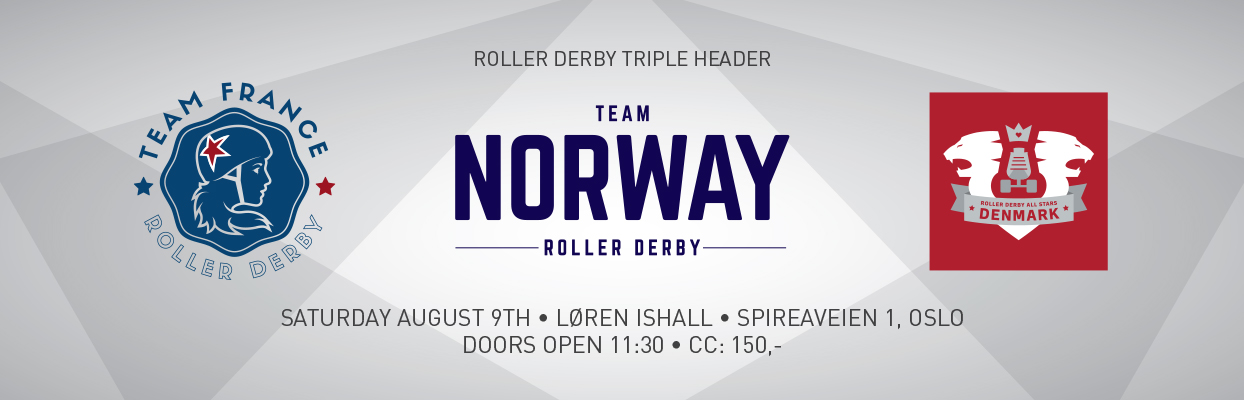 ROLLER DERBY TRIPLE HEADER
TEAM FRANCE
ROLLER DERBY
TEAM
NORWAY
ROLLER DERBY
ROLLER DERBY ALL STARS
DENMARK
SATURDAY AUGUST 9TH • LØREN ISHALL • SPIREAVEIEN 1, OSLO
DOORS OPEN 11:30 • CC: 150,-